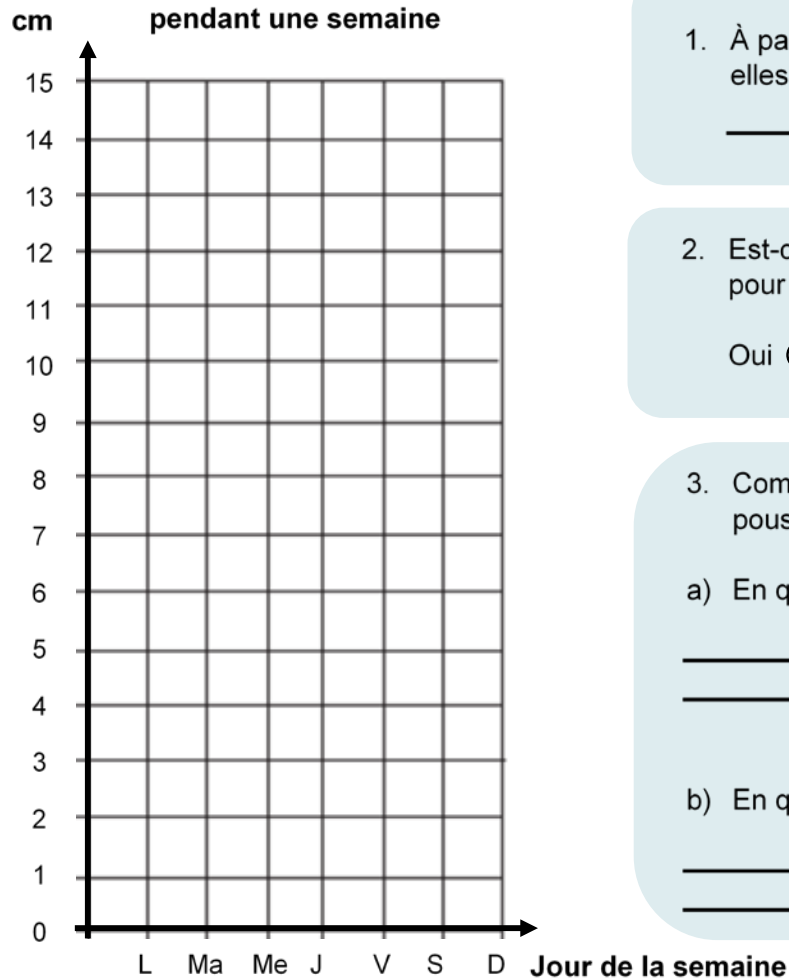 cm
pendant une semaine
15
14
13
12
11
10
9
8
7
6
5
4
3
2
1
0
L Ma Me J V S D
Jour de la semaine
1. À pa
elles
2. Est-c
pour
Oui
3. Com
pous
a) En q
b) En q